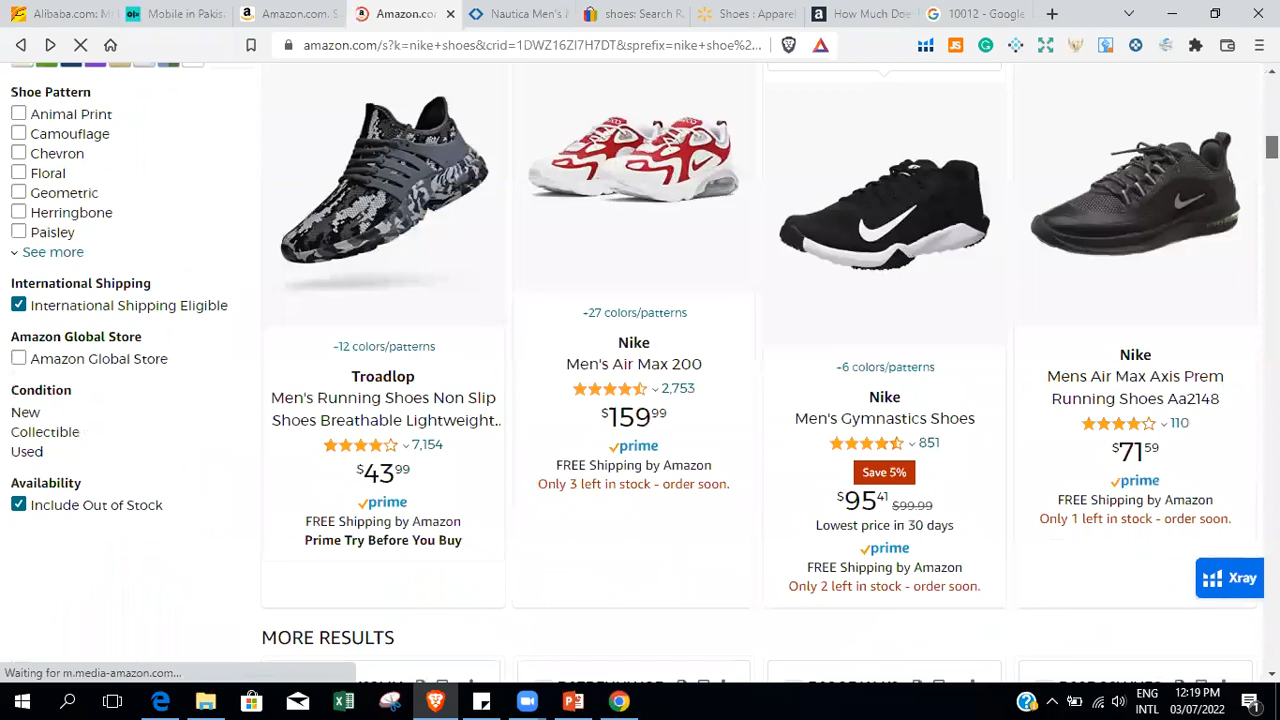 Alibaba.com: M
Mobile in Pakis
Amazon.com. S
Amazon.co
Nautica Men's
shoes: Search R
Shoes : Apparel
How Much Doe
10012 - Google
amazon.com/s?k=nike+shoes&crid=1DWZ16ZI7H7DT&sprefix=nike+shoe%2...
Shoe Pattern
Animal Print
Camouflage
Chevron
Floral
Geometric
Herringbone
Paisley
See more
International Shipping
International Shipping Eligible
Amazon Global Store
Amazon Global Store
Condition
New
Collectible
Used
Availability
Include Out of Stock
+12 colors/patterns
Troadlop
Men's Running Shoes Non Slip
Shoes Breathable Lightweight..
7,154
$43.99
prime
FREE Shipping by Amazon
Prime Try Before You Buy
+27 colors/patterns
Nike
Men's Air Max 200
2,753
$159.99
prime
FREE Shipping by Amazon
Only 3 left in stock - order soon.
+6 colors/patterns
Nike
Men's Gymnastics Shoes
851
Save 5%
$95.41 $99.99
Lowest price in 30 days
prime
FREE Shipping by Amazon
Only 2 left in stock - order soon.
Nike
Mens Air Max Axis Prem
Running Shoes Aa2148
110
$71.59
prime
FREE Shipping by Amazon
Only 1 left in stock - order soon.
Xray
MORE RESULTS
Waiting for m.media-amazon.com...
ENG
INTL
12:19 PM
03/07/2022
1